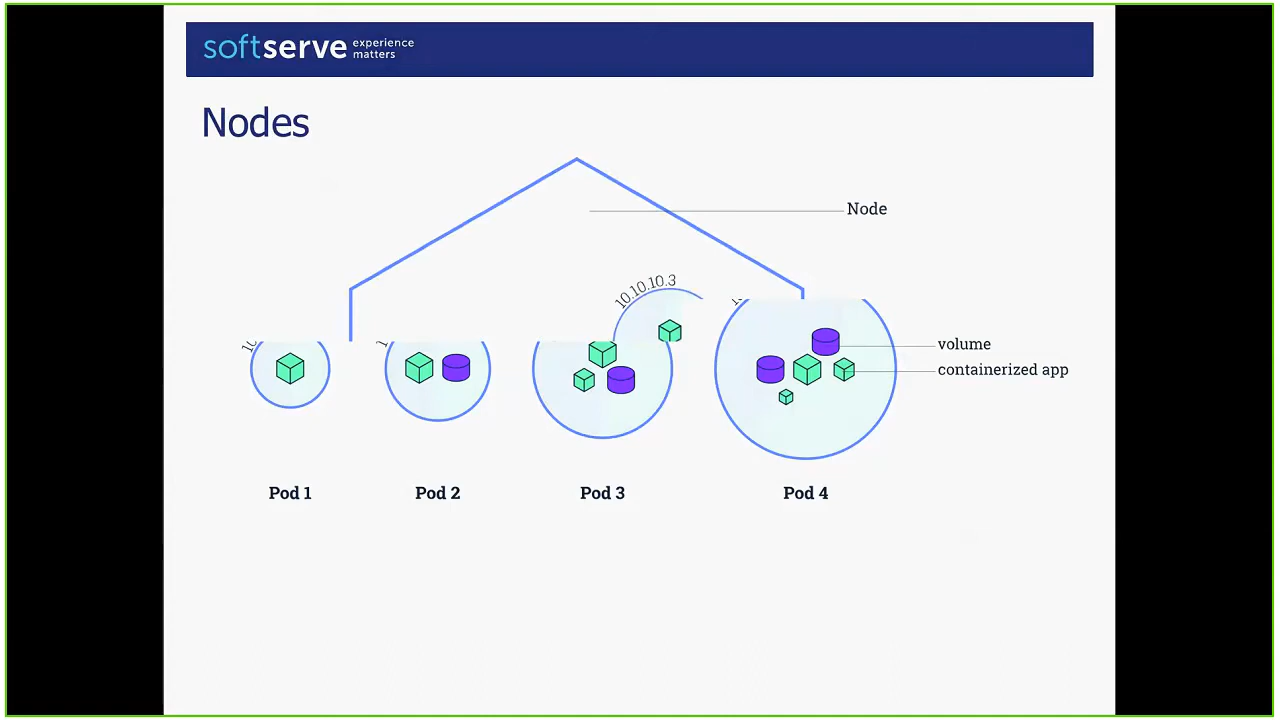 softserve experience matters
Nodes
Node
10.10.10.3
volume
containerized app
Pod 1
Pod 2
Pod 3
Pod 4